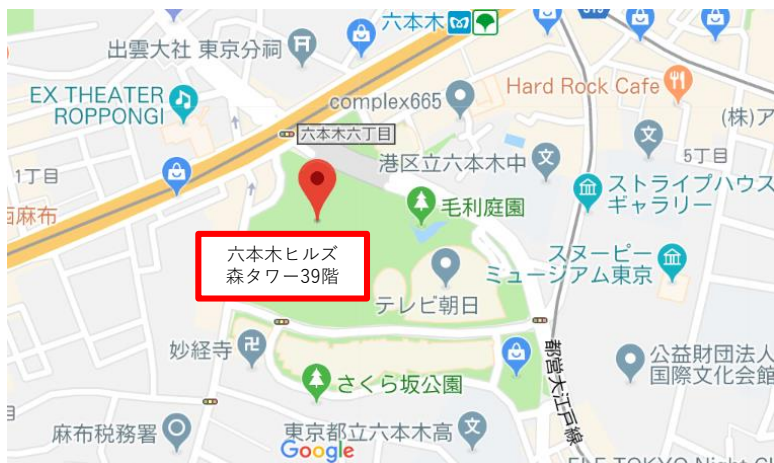 六本木
319
出雲大社 東京分祠
EX THEATER
ROPPONGI
complex665
Hard Rock Cafe
(株)ア
六本木六丁目
1丁目
西麻布
港区立六本木中
5丁目
ストライプハウス
ギャラリー
毛利庭園
六本木ヒルズ
森タワー39階
スヌーピー
ミュージアム東京
テレビ朝日
妙経寺
都営大江戸線
公益財団法人
国際文化会館
さくら坂公園
麻布税務署
東京都立六本木高
Google